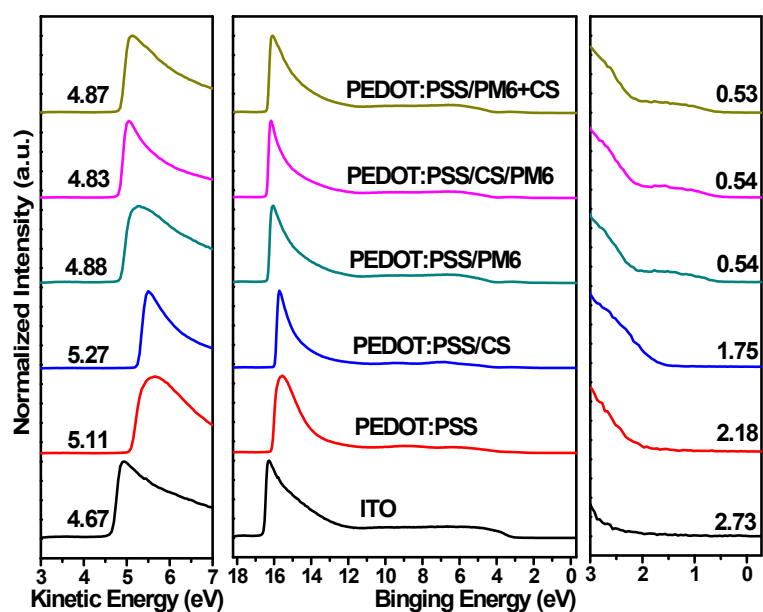 Normalized Intensity (a.u.)
4.87
4.83
4.88
5.27
5.11
4.67
3 4 5 6 7
Kinetic Energy (eV)
PEDOT:PSS/PM6+CS
PEDOT:PSS/CS/PM6
PEDOT:PSS/PM6
PEDOT:PSS/CS
PEDOT:PSS
ITO
18 16 14 12 10 8 6 4 2 0
Binging Energy (eV)
0.53
0.54
0.54
1.75
2.18
2.73
3 2 1 0